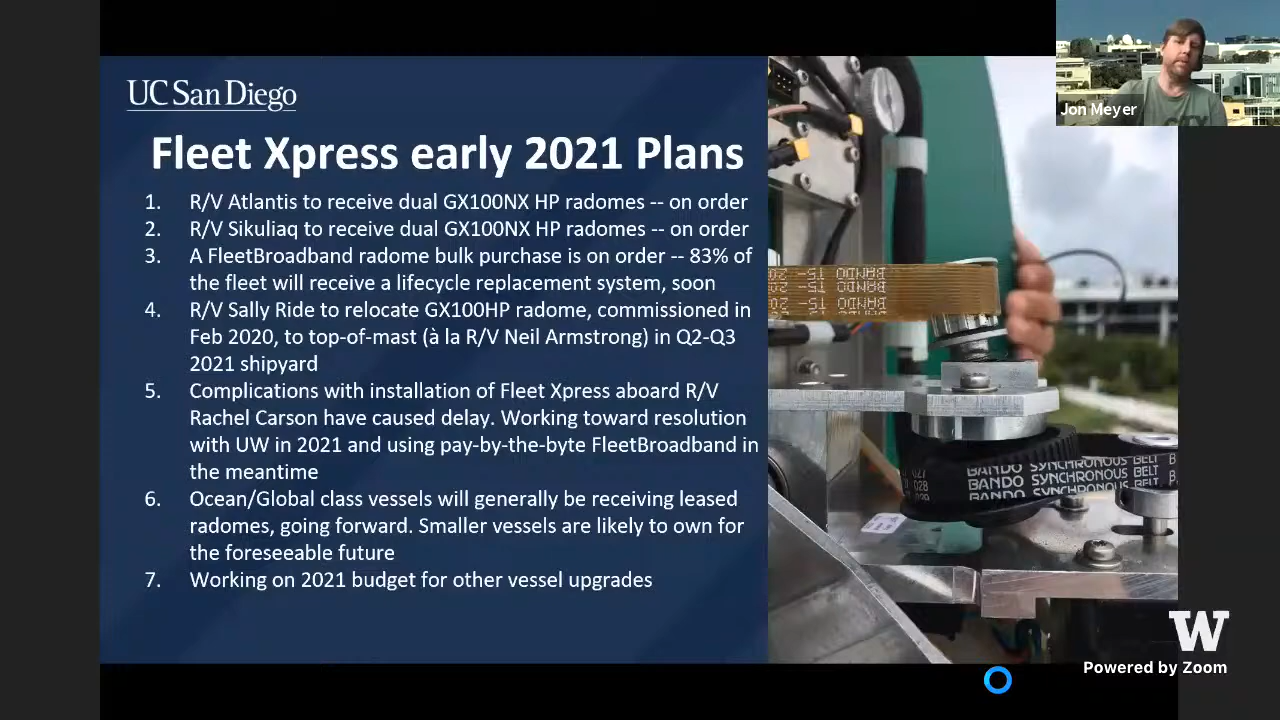 UC San Diego
Jon Meyer
Fleet Xpress early 2021 Plans
1. R/V Atlantis to receive dual GX100NX HP radomes -- on order
2. R/V Sikuliaq to receive dual GX100NX HP radomes -- on order
3. A FleetBroadband radome bulk purchase is on order -- 83% of
the fleet will receive a lifecycle replacement system, soon
4. R/V Sally Ride to relocate GX100HP radome, commissioned in
Feb 2020, to top-of-mast (à la R/V Neil Armstrong) in Q2-Q3
2021 shipyard
5. Complications with installation of Fleet Xpress aboard R/V
Rachel Carson have caused delay. Working toward resolution
with UW in 2021 and using pay-by-the-byte FleetBroadband in
the meantime
6. Ocean/Global class vessels will generally be receiving leased
radomes, going forward. Smaller vessels are likely to own for
the foreseeable future
7. Working on 2021 budget for other vessel upgrades
BANDO
BANDO
BANDO
BANDO SYNCHRONOUS BELT
BANDO SYNCHRONOUS BELT
BANDO SYNCHRONOUS BELT
W
Powered by Zoom